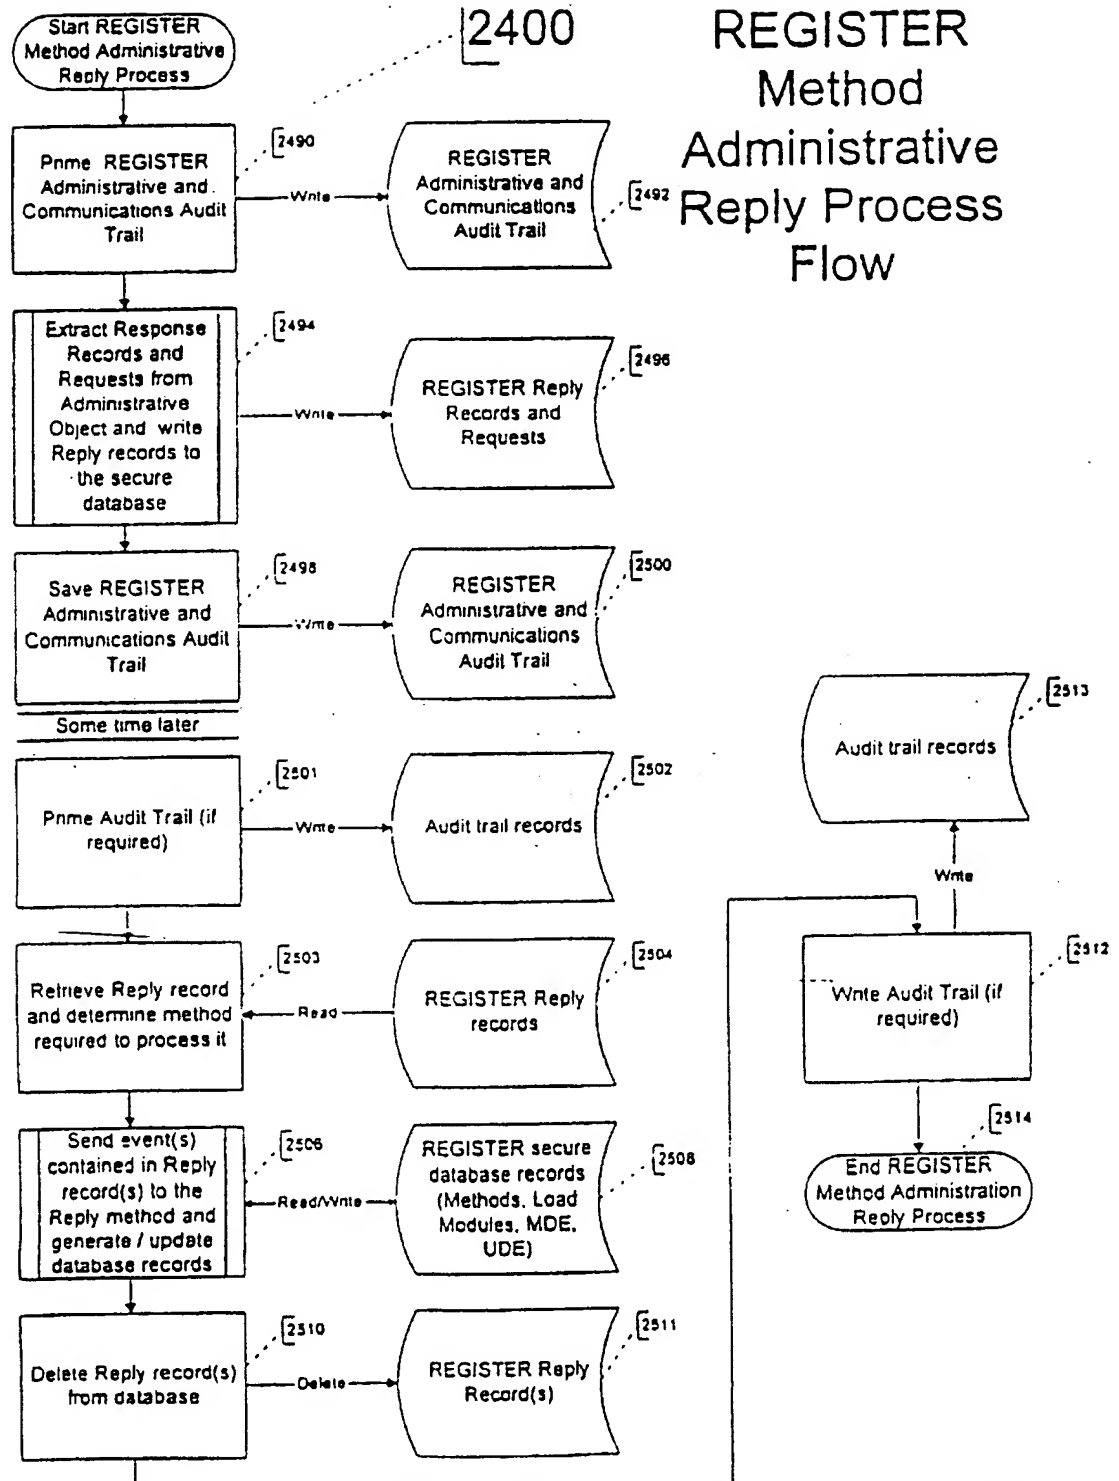 Start REGISTER
Method Administrative
Reply Process
2400
REGISTER
Method
Administrative
Reply Process
Flow
2490
Prime REGISTER
Administrative and
Communications Audit
Trail
Write
REGISTER
Administrative and
Communications
Audit Trail
2492
2494
Extract Response
Records and
Requests from
Administrative
Object and write
Reply records to
the secure
database
Write
REGISTER Reply
Records and
Requests
2496
2498
Save REGISTER
Administrative and
Communications Audit
Trail
Write
REGISTER
Administrative and
Communications
Audit Trail
2500
Some time later
2501
Prime Audit Trail (if
required)
Write
Audit trail records
2502
2503
Retrieve Reply record
and determine method
required to process it
Read
REGISTER Reply
records
2504
Send event(s)
contained in Reply
record(s) to the
Reply method and
generate / update
database records
2506
Read/Write
REGISTER secure
database records
(Methods, Load
Modules, MDE,
UDE)
2508
2510
Delete Reply record(s)
from database
Delete
REGISTER Reply
Record(s)
2511
Audit trail records
2513
Write
Write Audit Trail (if
required)
2512
2514
End REGISTER
Method Administration
Reply Process